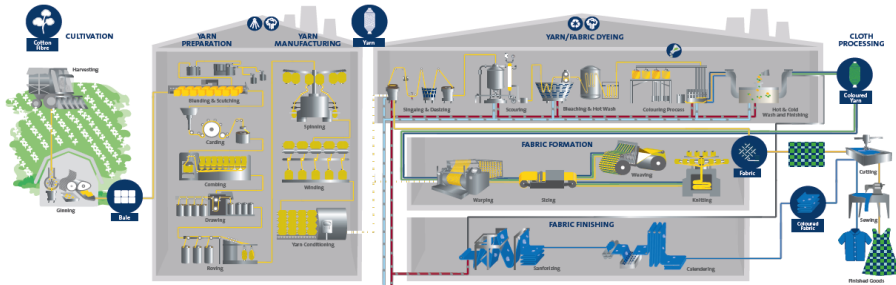 Cotton
Fibre
CULTIVATION
Harvesting
Ginning
Bale
YARN
PREPARATION
Blending & Scutching
Carding
Combing
Drawing
Roving
YARN
MANUFACTURING
Spinning
Winding
Yarn Conditioning
Yarn
YARN/FABRIC DYEING
Singeing & Desizing
Scouring
Bleaching & Hot Wash
Colouring Process
Hot & Cold
Wash and Finishing
FABRIC FORMATION
Warping
Sizing
Weaving
Knitting
Fabric
FABRIC FINISHING
Sanforizing
Calendering
CLOTH
PROCESSING
Coloured
Yarn
Cutting
Coloured
Fabric
Sewing
Finished Goods